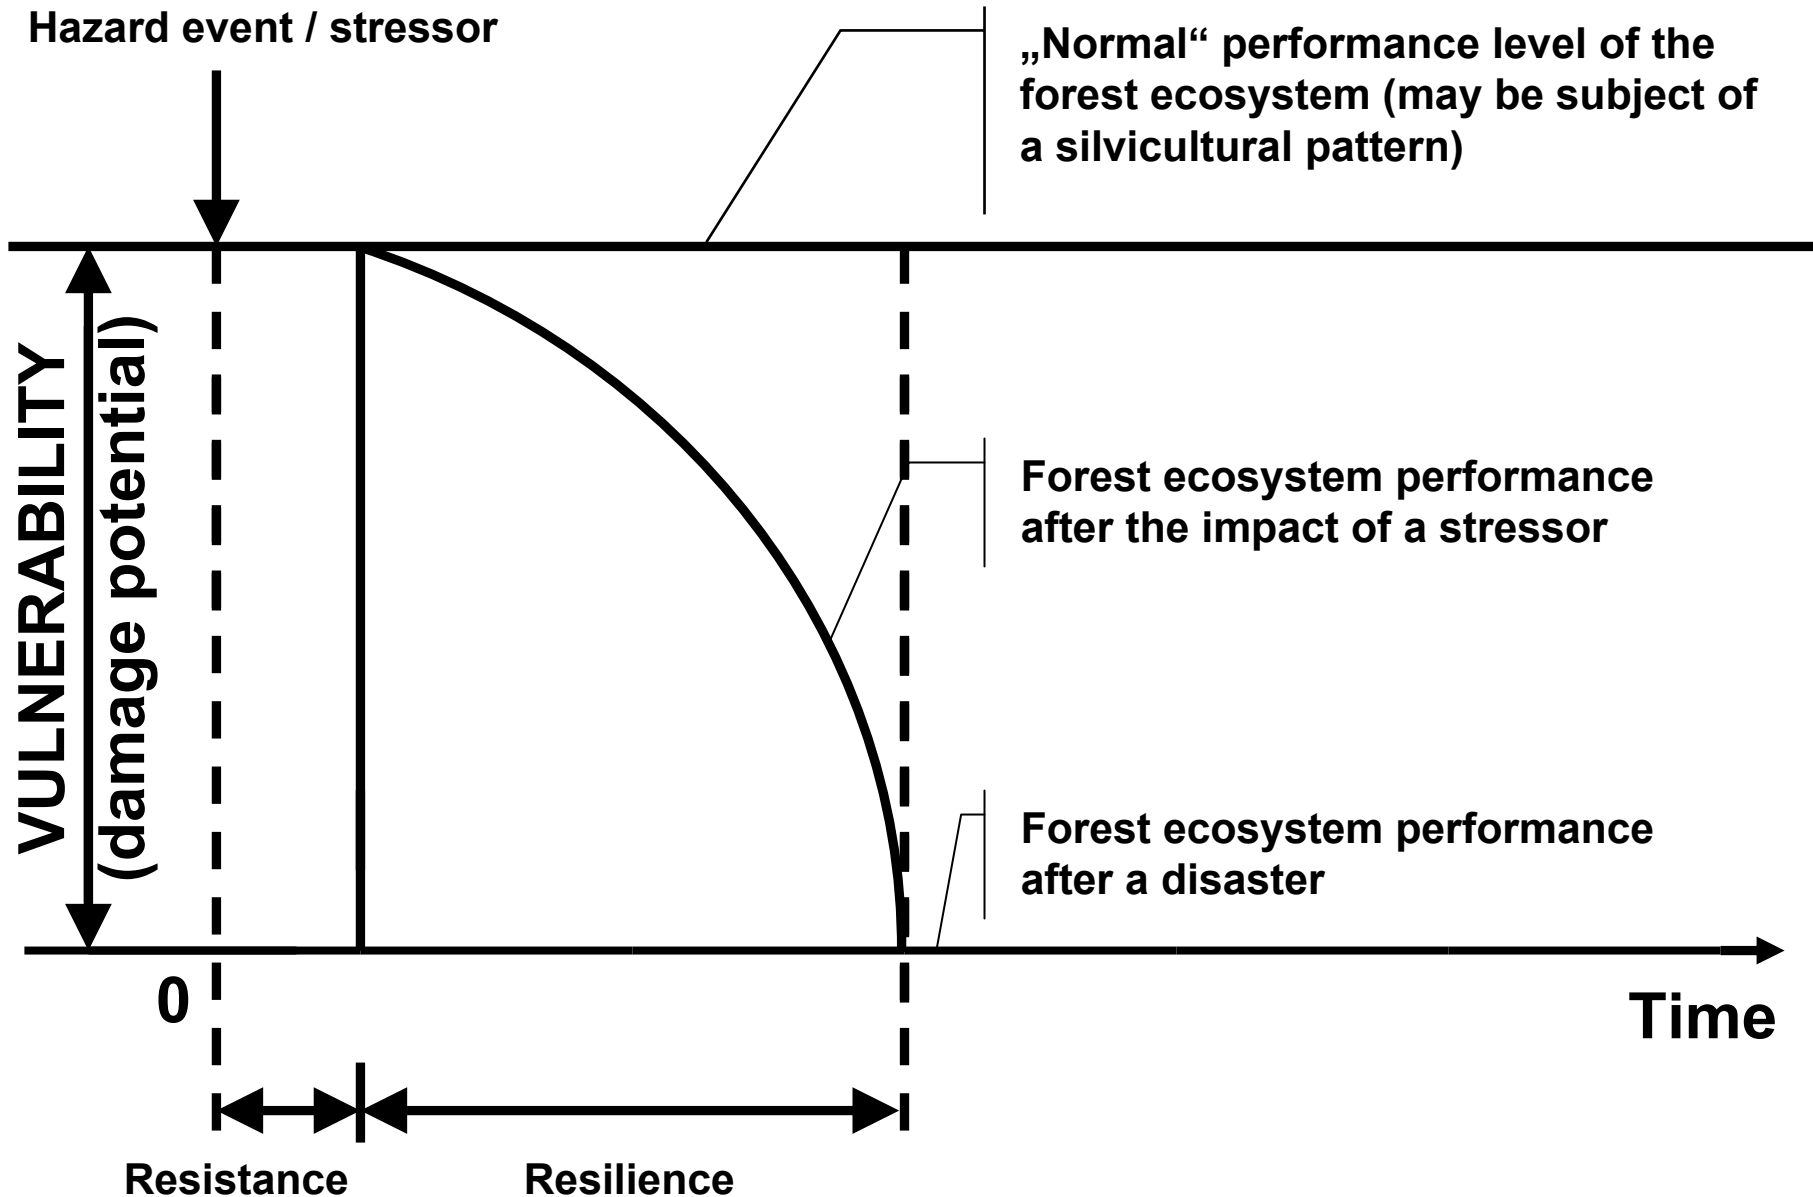 Hazard event / stressor
„Normal“ performance level of the
forest ecosystem (may be subject of
a silvicultural pattern)
VULNERABILITY
(damage potential)
Forest ecosystem performance
after the impact of a stressor
Forest ecosystem performance
after a disaster
0
Time
Resistance
Resilience